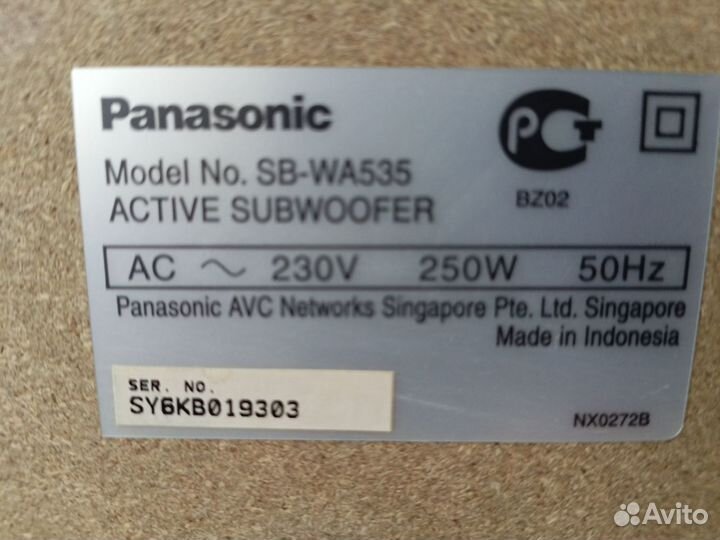 Panasonic
Model No. SB-WA535
ACTIVE SUBWOOFER
РСТ
BZ02
AC ~ 230V 250W 50Hz
Panasonic AVC Networks Singapore Pte. Ltd. Singapore
Made in Indonesia
SER. NO.
SY6KB019303
NX0272B
Avito